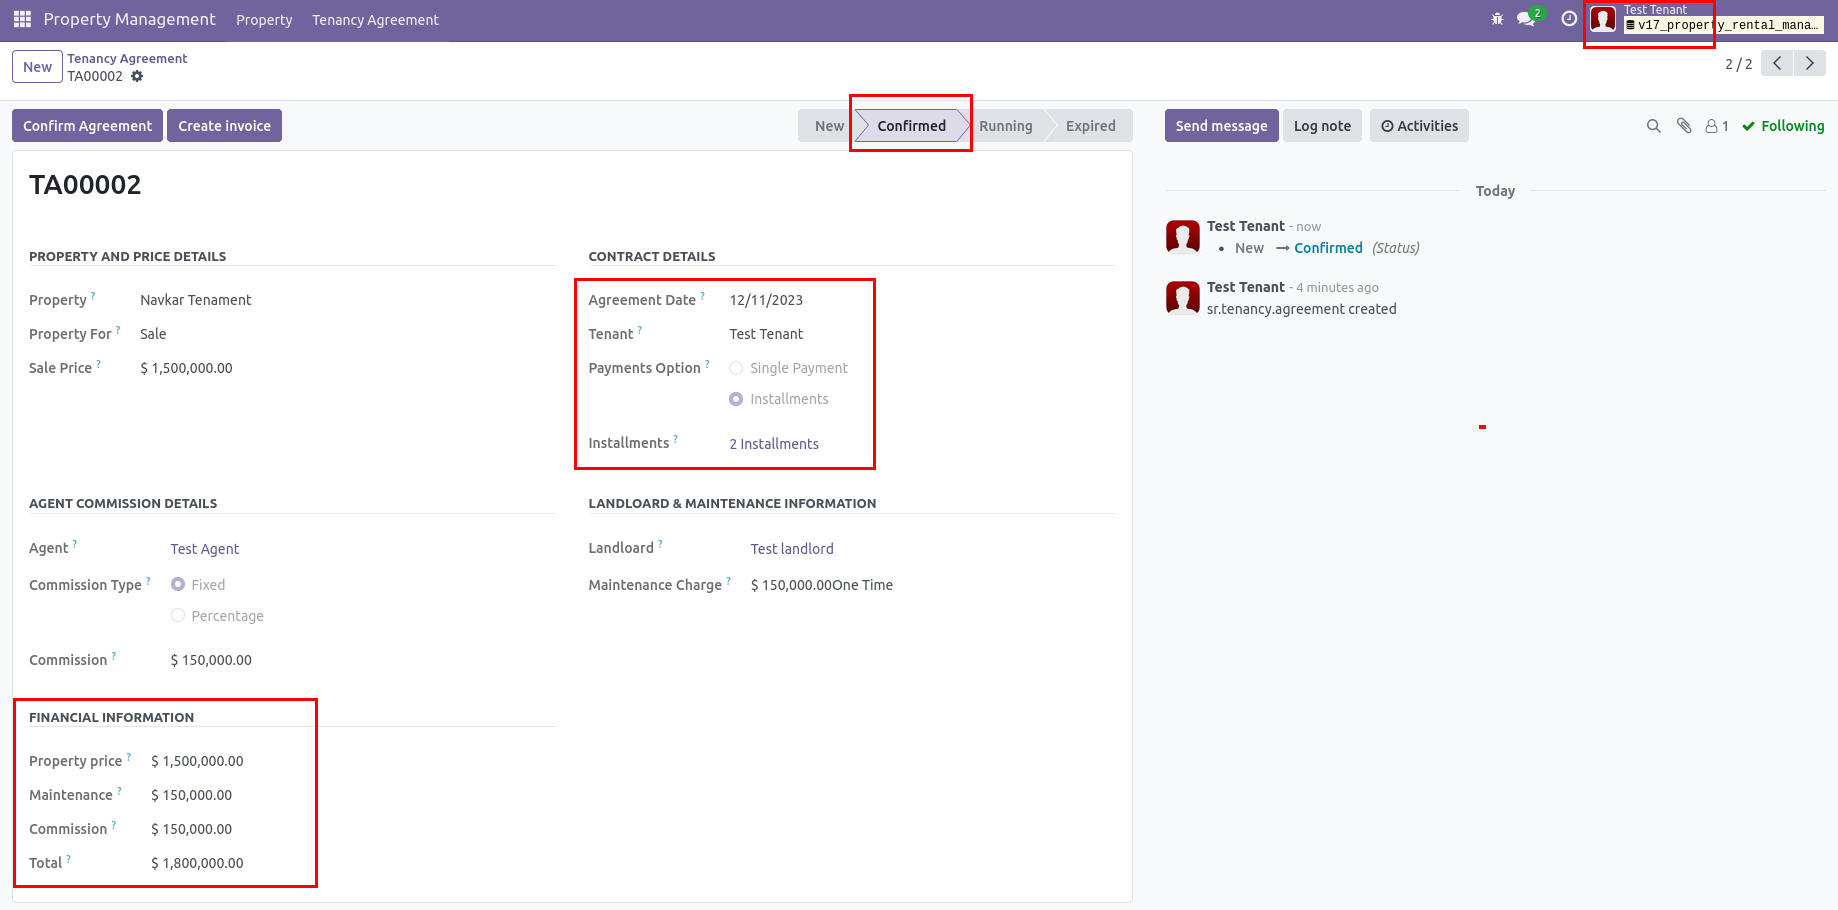 Property Management Property Tenancy Agreement 2 Test Tenant
v17_property_rental_mana...
New Tenancy Agreement
TA00002
2 / 2
Confirm Agreement Create invoice New Confirmed Running Expired Send message Log note Activities 1 Following
TA00002
Today
Test Tenant - now
• New → Confirmed (Status)
Test Tenant - 4 minutes ago
sr.tenancy.agreement created
PROPERTY AND PRICE DETAILS
Property ? Navkar Tenament
Property For ? Sale
Sale Price ? $ 1,500,000.00
CONTRACT DETAILS
Agreement Date ? 12/11/2023
Tenant ? Test Tenant
Payments Option ? Single Payment
Installments
Installments ? 2 Installments
AGENT COMMISSION DETAILS
Agent ? Test Agent
Commission Type ? Fixed
Percentage
Commission ? $ 150,000.00
LANDLOARD & MAINTENANCE INFORMATION
Landloard ? Test landlord
Maintenance Charge ? $ 150,000.00One Time
FINANCIAL INFORMATION
Property price ? $ 1,500,000.00
Maintenance ? $ 150,000.00
Commission ? $ 150,000.00
Total ? $ 1,800,000.00